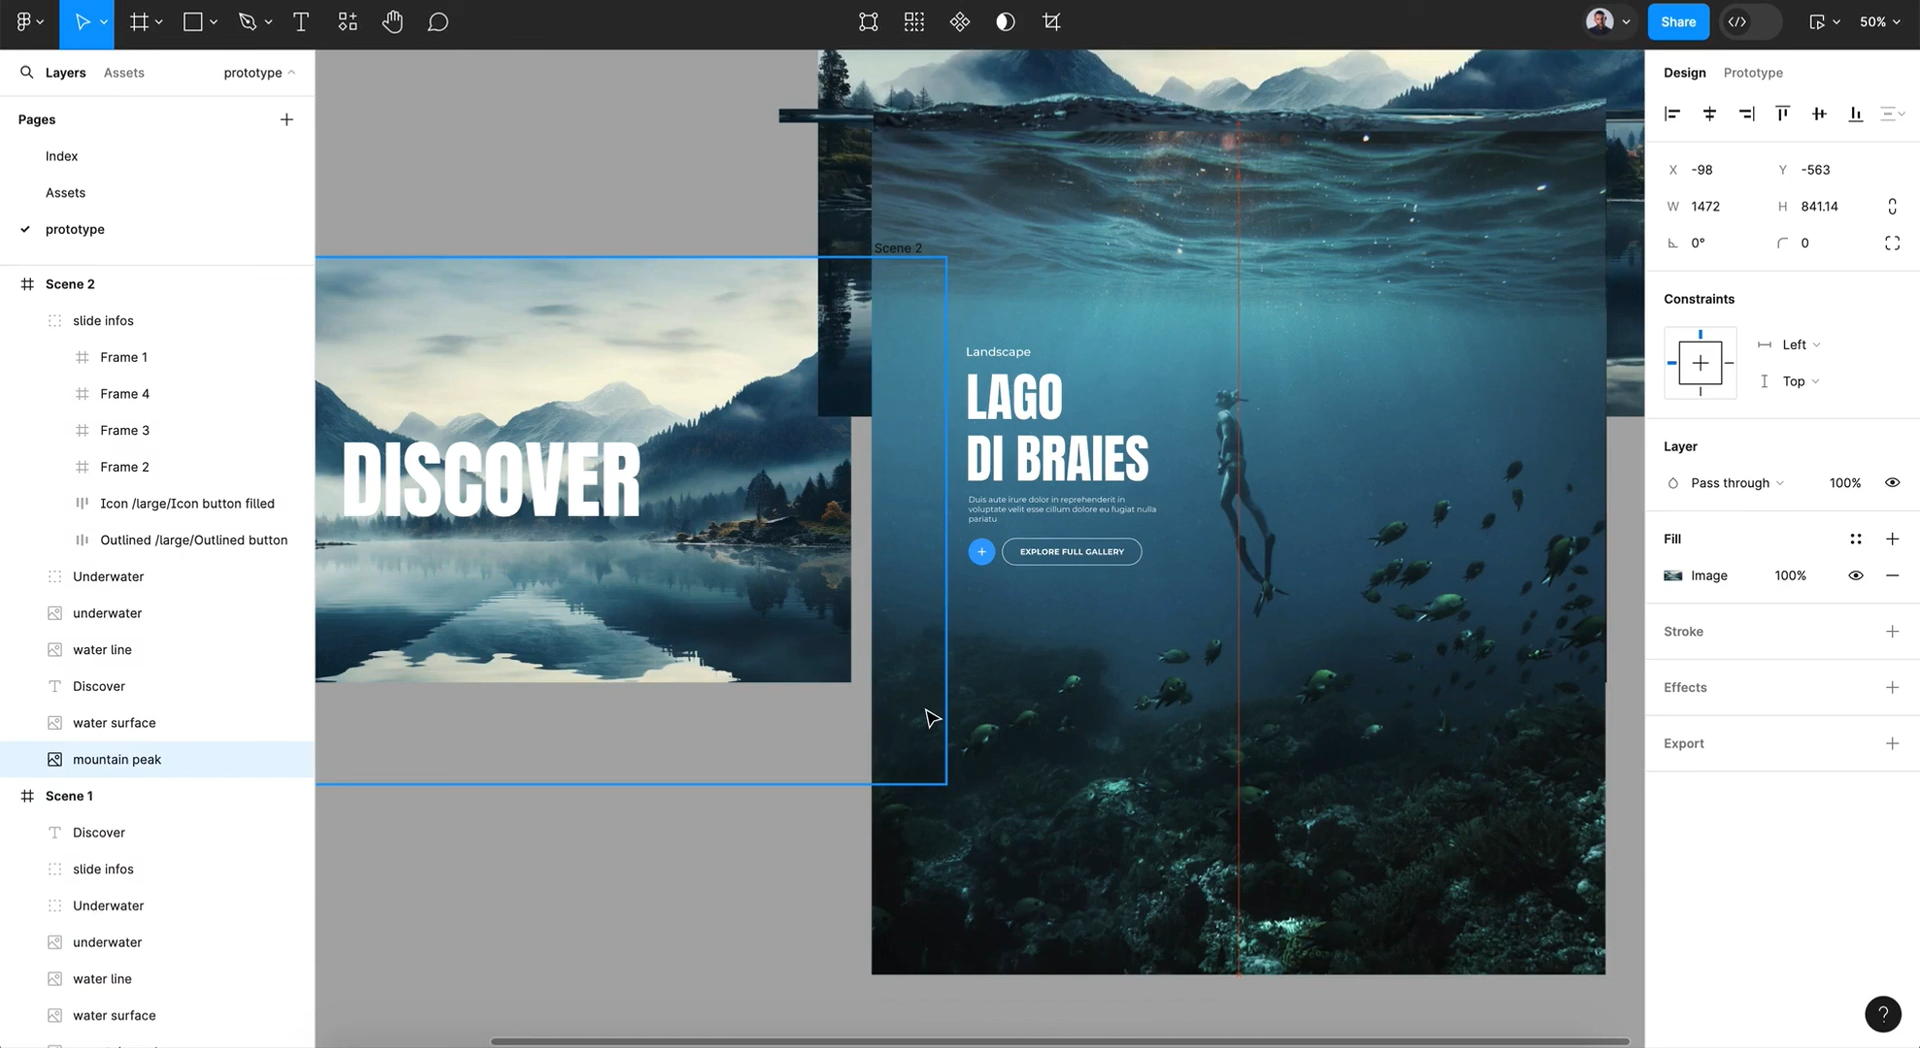 Share
50%
Layers
Assets
prototype
Pages
Index
Assets
prototype
Scene 2
slide infos
Frame 1
Frame 4
Frame 3
Frame 2
Icon /large/Icon button filled
Outlined /large/Outlined button
Underwater
underwater
water line
Discover
water surface
mountain peak
Scene 1
Discover
slide infos
Underwater
underwater
water line
water surface
DISCOVER
Scene 2
Landscape
LAGO
DI BRAIES
Duis aute irure dolor in reprehenderit in
voluptate velit esse cillum dolore eu fugiat nulla
pariatu
EXPLORE FULL GALLERY
Design
Prototype
X -98
Y -563
W 1472
H 841.14
0°
0
Constraints
Left
Top
Layer
Pass through
100%
Fill
Image
100%
Stroke
Effects
Export
?